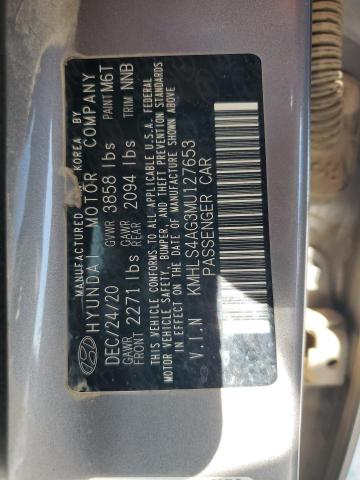 MANUFACTURED IN KOREA BY
HYUNDAI MOTOR COMPANY
DEC/24/20 GVWR 3858 lbs PAINT M6T
GAWR FRONT 2271 lbs GAWR REAR 2094 lbs TRIM NNB
THIS VEHICLE CONFORMS TO ALL APPLICABLE U.S.A. FEDERAL
MOTOR VEHICLE SAFETY, BUMPER, AND THEFT PREVENTION STANDARDS
IN EFFECT ON THE DATE OF MANUFACTURE SHOWN ABOVE
V.I.N KMHLS4AG3MU127653
PASSENGER CAR